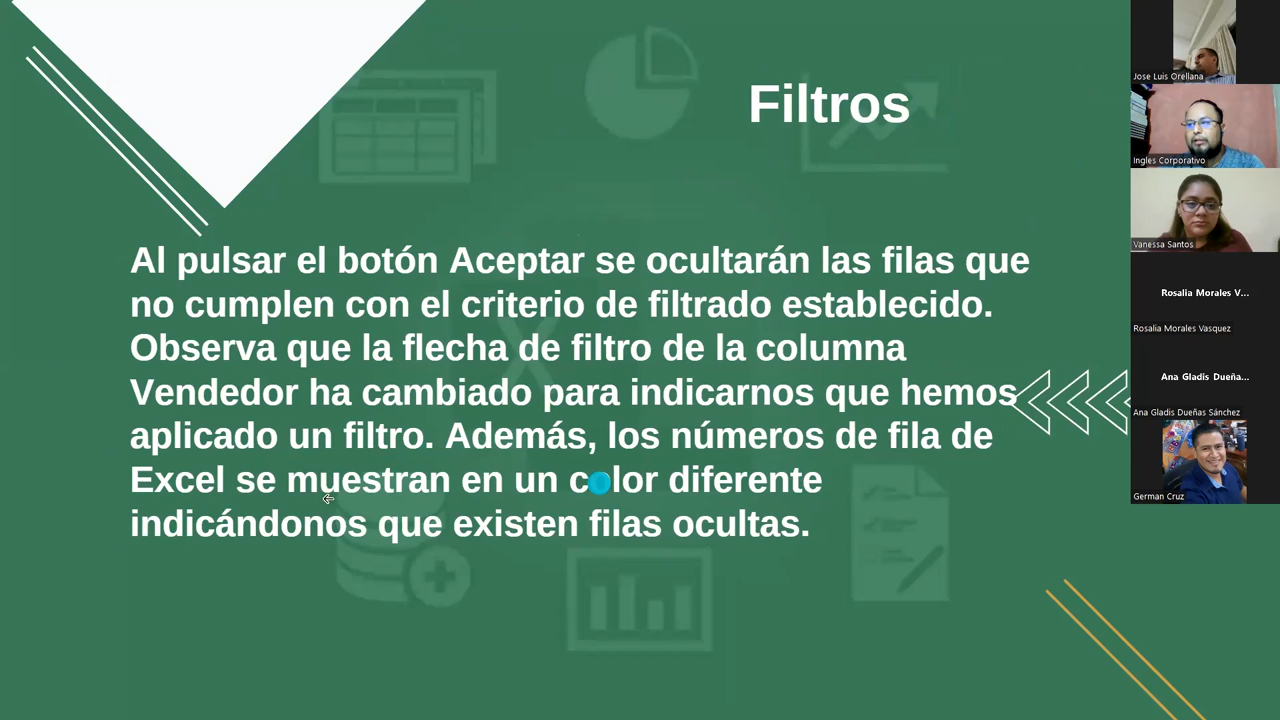 Filtros
Al pulsar el botón Aceptar se ocultarán las filas que
no cumplen con el criterio de filtrado establecido.
Observa que la flecha de filtro de la columna
Vendedor ha cambiado para indicarnos que hemos
aplicado un filtro. Además, los números de fila de
Excel se muestran en un color diferente
indicándonos que existen filas ocultas.
Jose Luis Orellana
Ingles Corporativo
Vanessa Santos
Rosalia Morales V...
Rosalia Morales Vasquez
Ana Gladis Dueña...
Ana Gladis Dueñas Sánchez
German Cruz